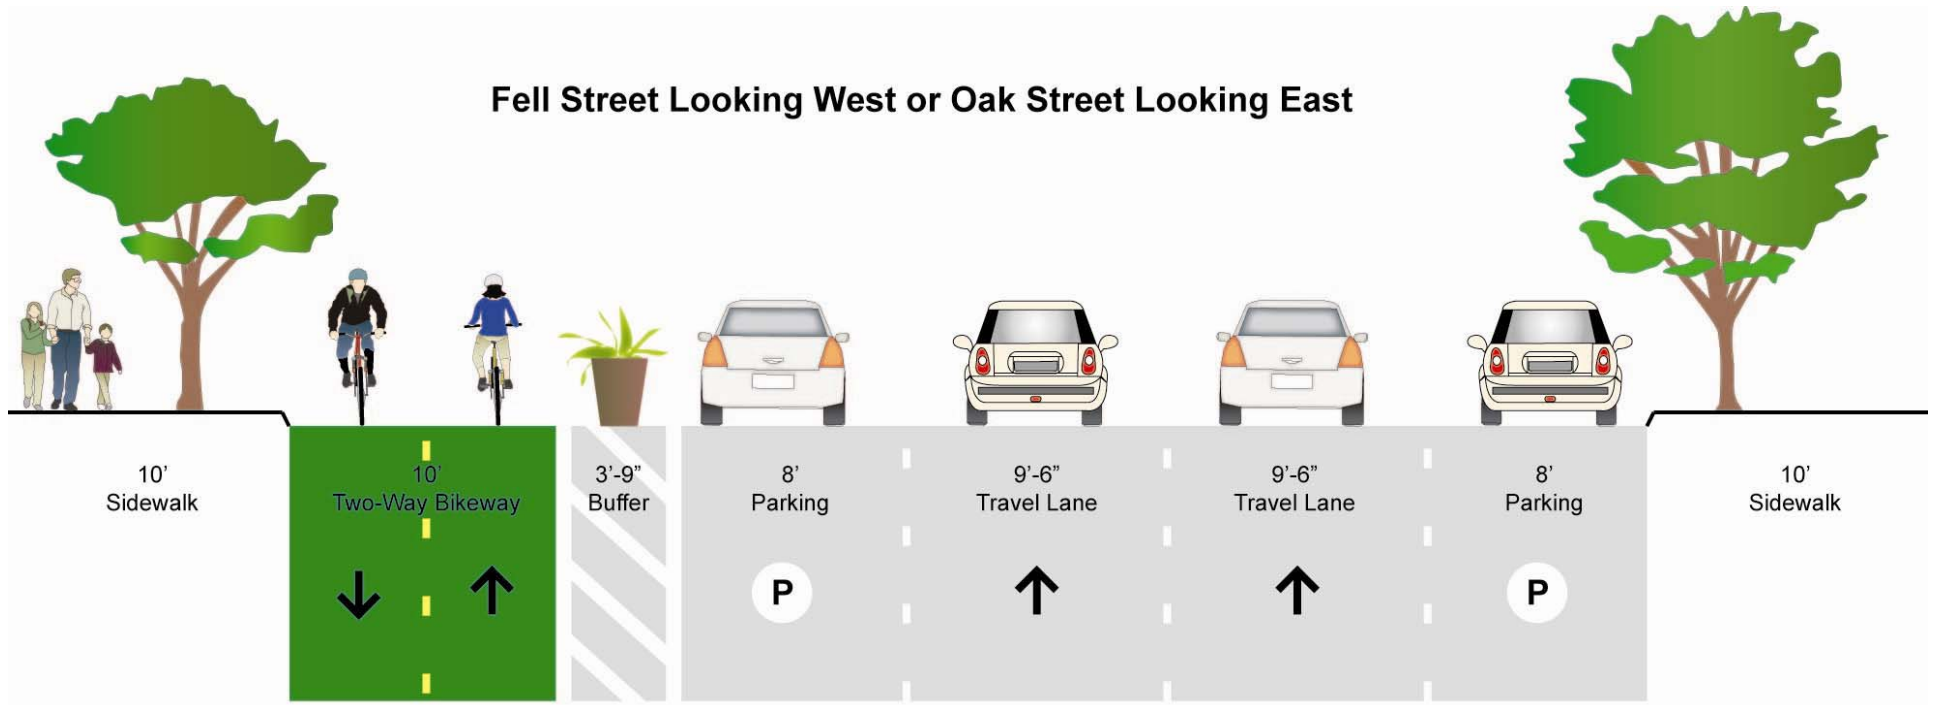 Fell Street Looking West or Oak Street Looking East
10’
Sidewalk
10’
Two-Way Bikeway
3’-9”
Buffer
8’
Parking
9’-6”
Travel Lane
9’-6”
Travel Lane
8’
Parking
10’
Sidewalk
P
P